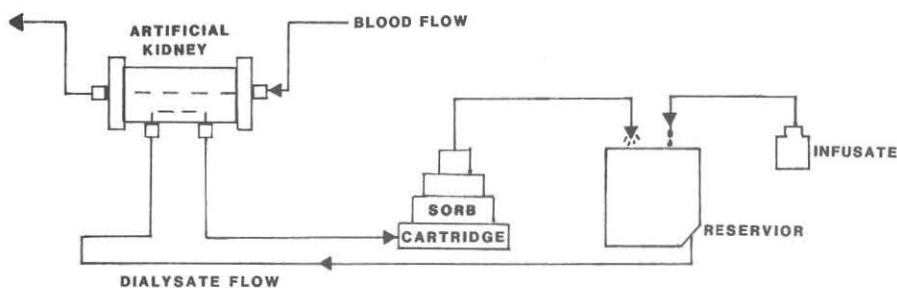 ARTIFICIAL
KIDNEY
BLOOD FLOW
INFUSATE
SORB
CARTRIDGE
RESERVIOR
DIALYSATE FLOW